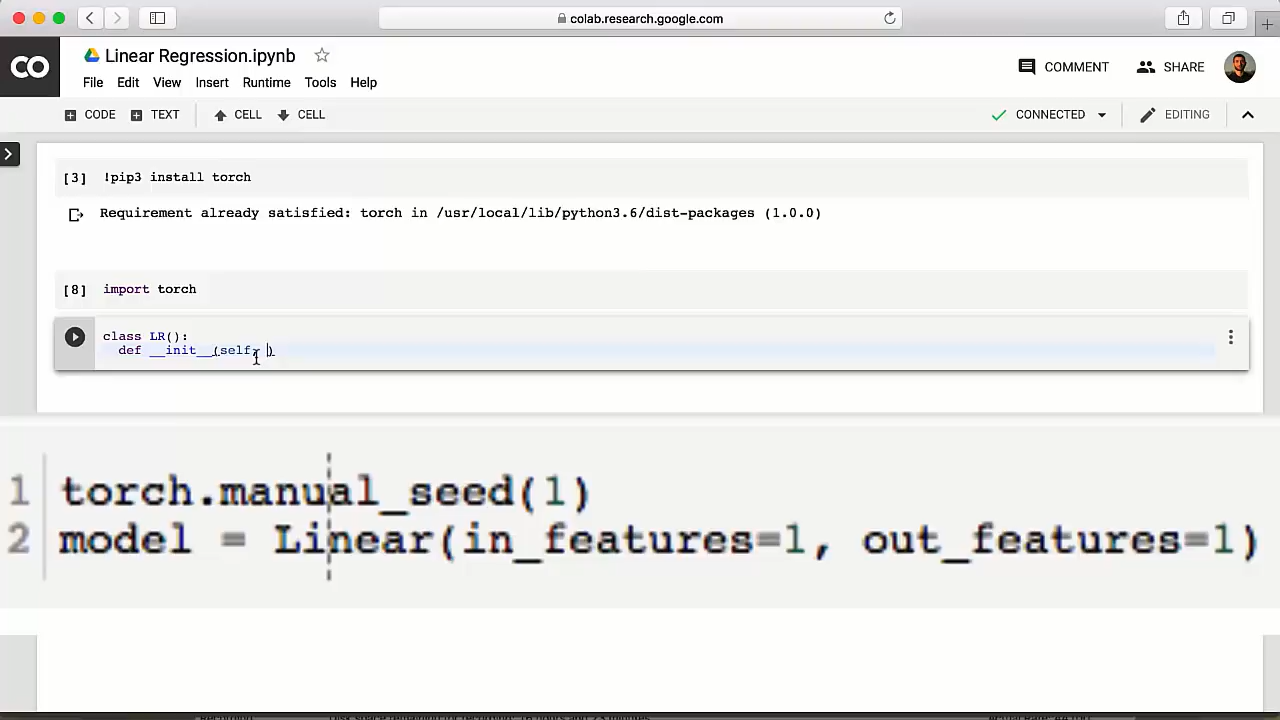 colab.research.google.com
CO
Linear Regression.ipynb
File Edit View Insert Runtime Tools Help
COMMENT
SHARE
CODE
TEXT
CELL
CELL
CONNECTED
EDITING
[3] !pip3 install torch
Requirement already satisfied: torch in /usr/local/lib/python3.6/dist-packages (1.0.0)
[8] import torch
class LR():
def __init__(self, )
1 torch.manual_seed(1)
2 model = Linear(in_features=1, out_features=1)